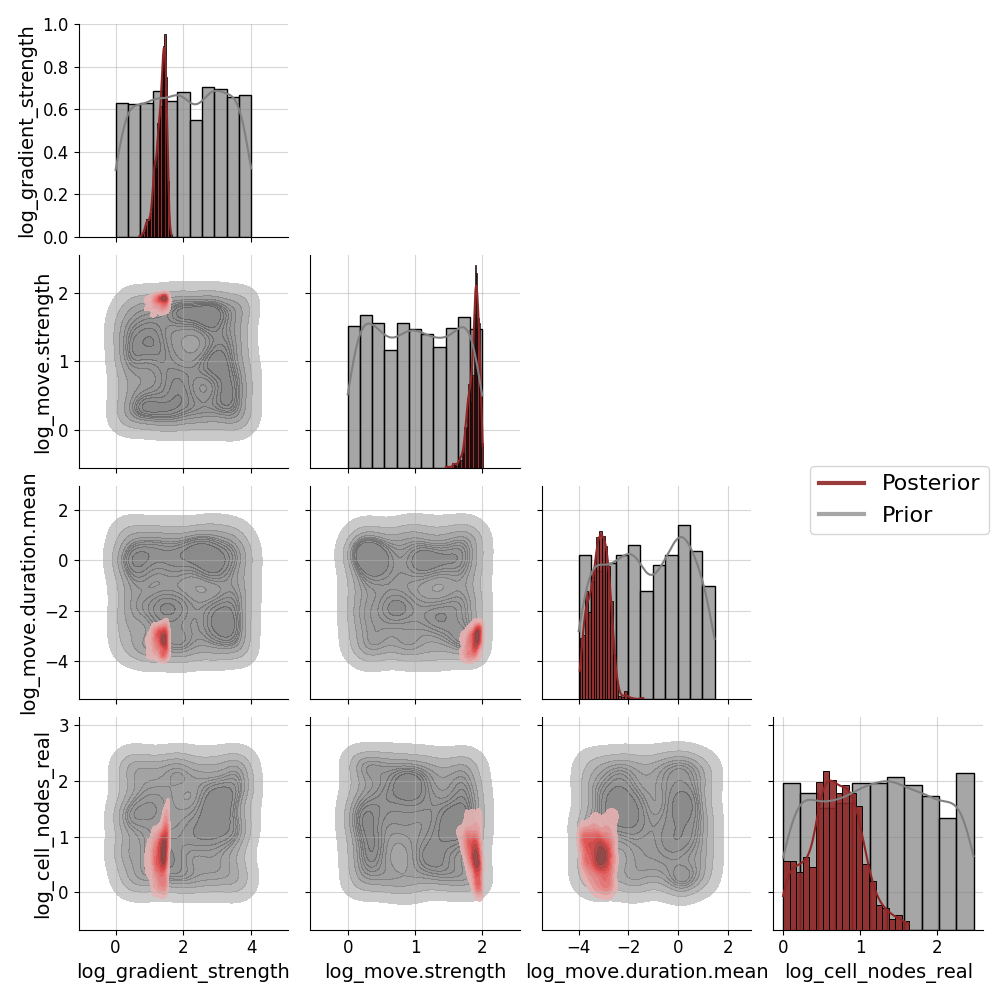 log_gradient_strength
1.0
0.8
0.6
0.4
0.2
0.0
log_move.strength
2
1
0
log_move.duration.mean
2
0
−2
−4
Posterior
Prior
log_cell_nodes_real
3
2
1
0
0 2 4 0 1 2 −4 −2 0 2 0 1 2
log_gradient_strength log_move.strength log_move.duration.mean log_cell_nodes_real